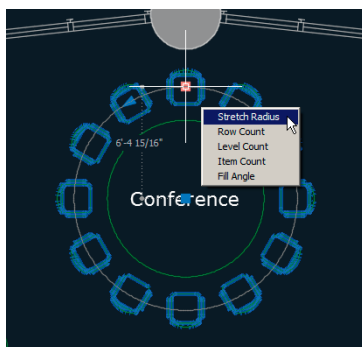 Stretch Radius
Row Count
6'-4 15/16"
Level Count
Item Count
Fill Angle
Conference